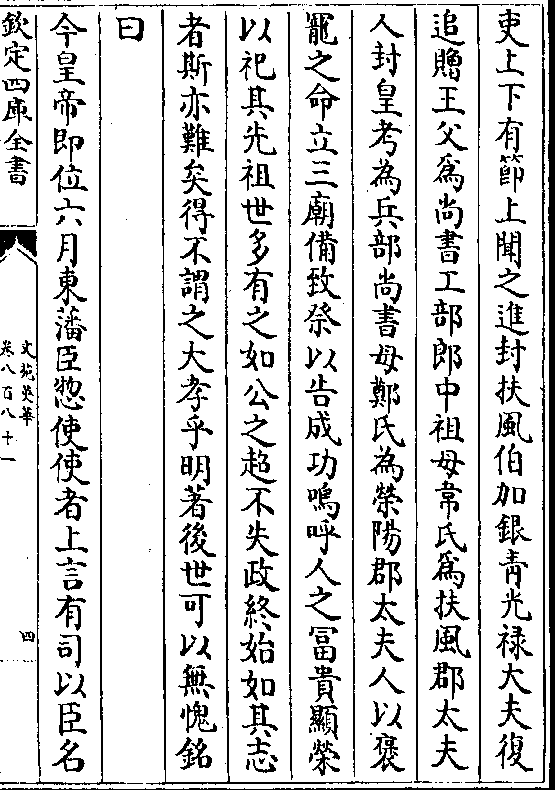 吏上下有節上聞之進封扶風伯加銀青光禄大夫復
追贈王父為尚書工部郎中祖母韋氏為扶風郡太夫
人封皇考為兵部尚書母鄭氏為滎陽郡太夫人以褒
寵之命立三廟備致祭以告成功嗚呼人之富貴顯榮
以祀其先祖世多有之如公之超不失政終始如其志
者斯亦難矣得不謂之大孝乎明著後世可以無愧銘
曰
今皇帝即位六月東藩臣惣使使者上言有司以臣名
欽定四庫全書
文苑英華
卷八百八十一
四